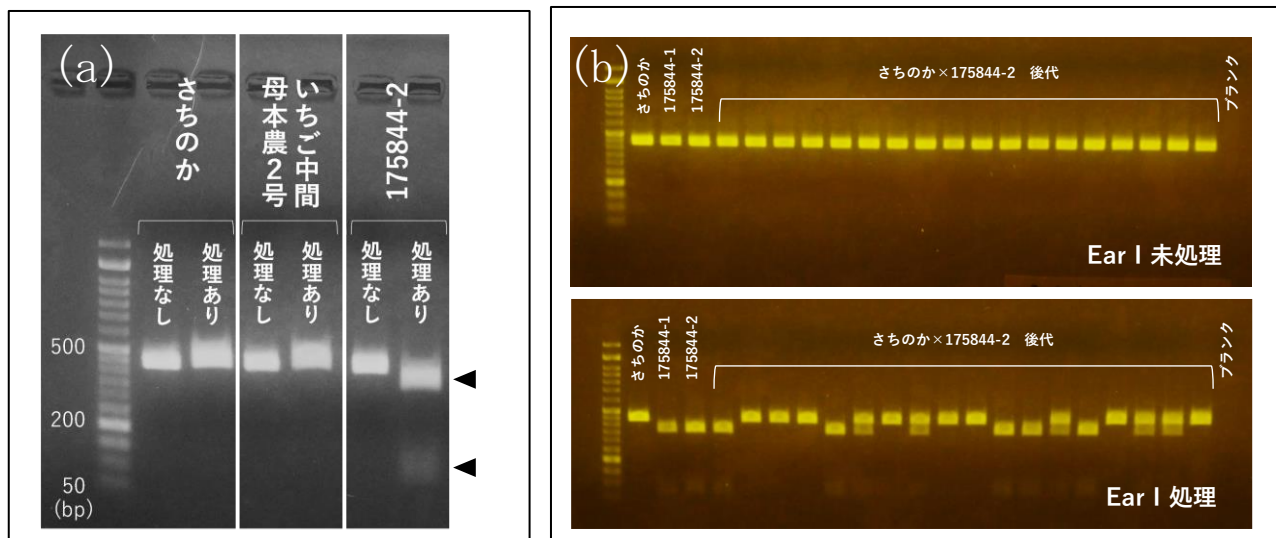 (a)
さちのか
いちご中間
母本農2号
175844-2
処理なし
処理あり
処理なし
処理あり
処理なし
処理あり
500
200
50
(bp)
(b)
さちのか
175844-1
175844-2
さちのか×175844-2 後代
ブランク
Ear I 未処理
さちのか
175844-1
175844-2
さちのか×175844-2 後代
ブランク
Ear I 処理